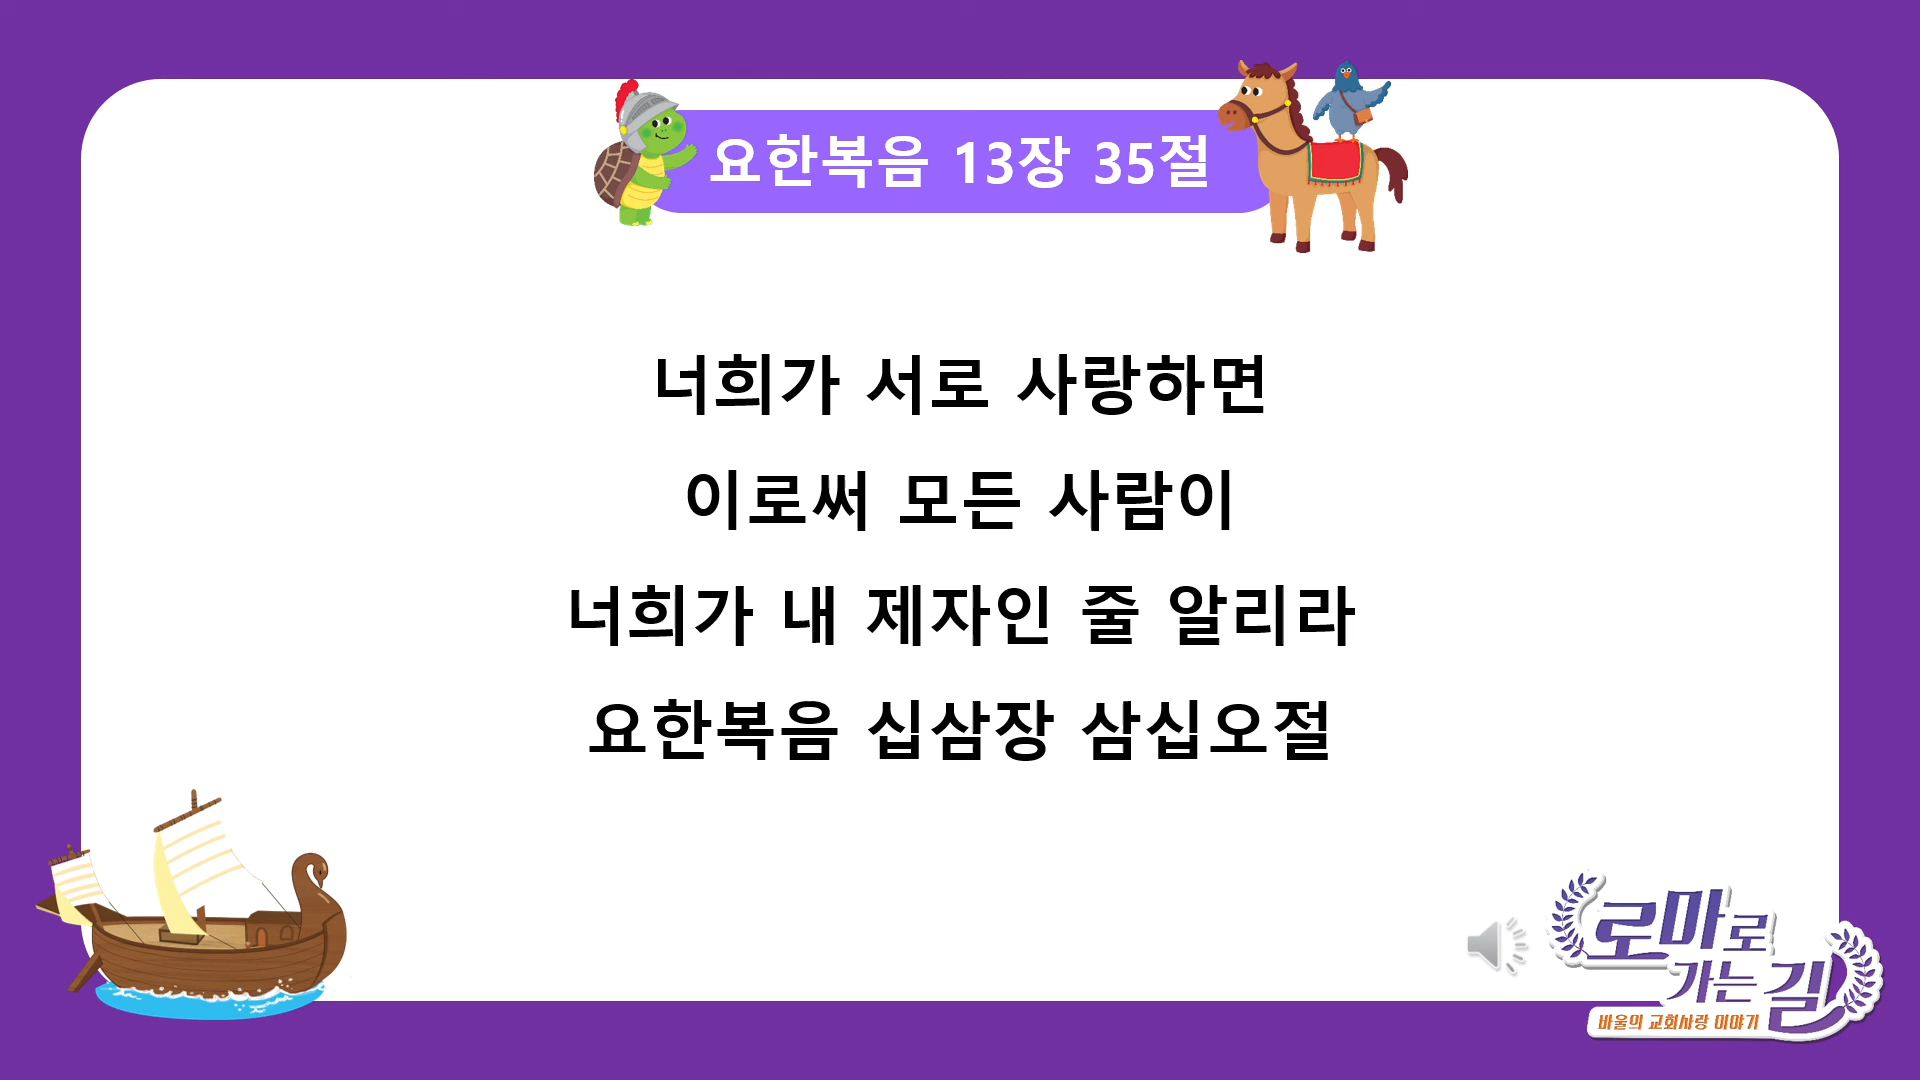 요한복음 13장 35절
너희가 서로 사랑하면
이로써 모든 사람이
너희가 내 제자인 줄 알리라
요한복음 십삼장 삼십오절
로마로
가는 길
바울의 교회사랑 이야기